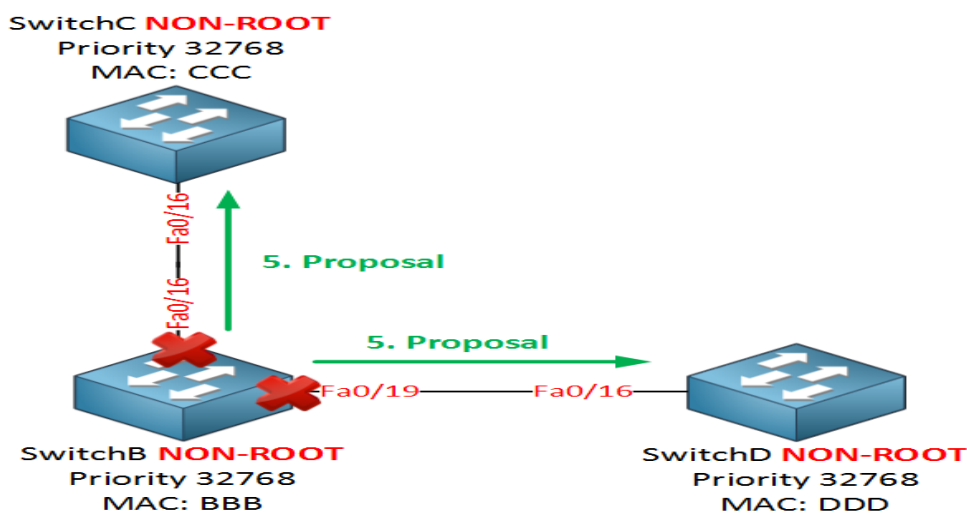 SwitchC NON-ROOT
Priority 32768
MAC: CCC
Fa0/16
5. Proposal
Fa0/16
5. Proposal
Fa0/19
Fa0/16
SwitchB NON-ROOT
Priority 32768
MAC: BBB
SwitchD NON-ROOT
Priority 32768
MAC: DDD